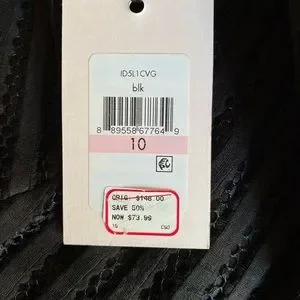 ID5L1CVG
blk
8 89558 67764 9
10
ORIG. $148.00
SAVE 50%
NOW $73.99